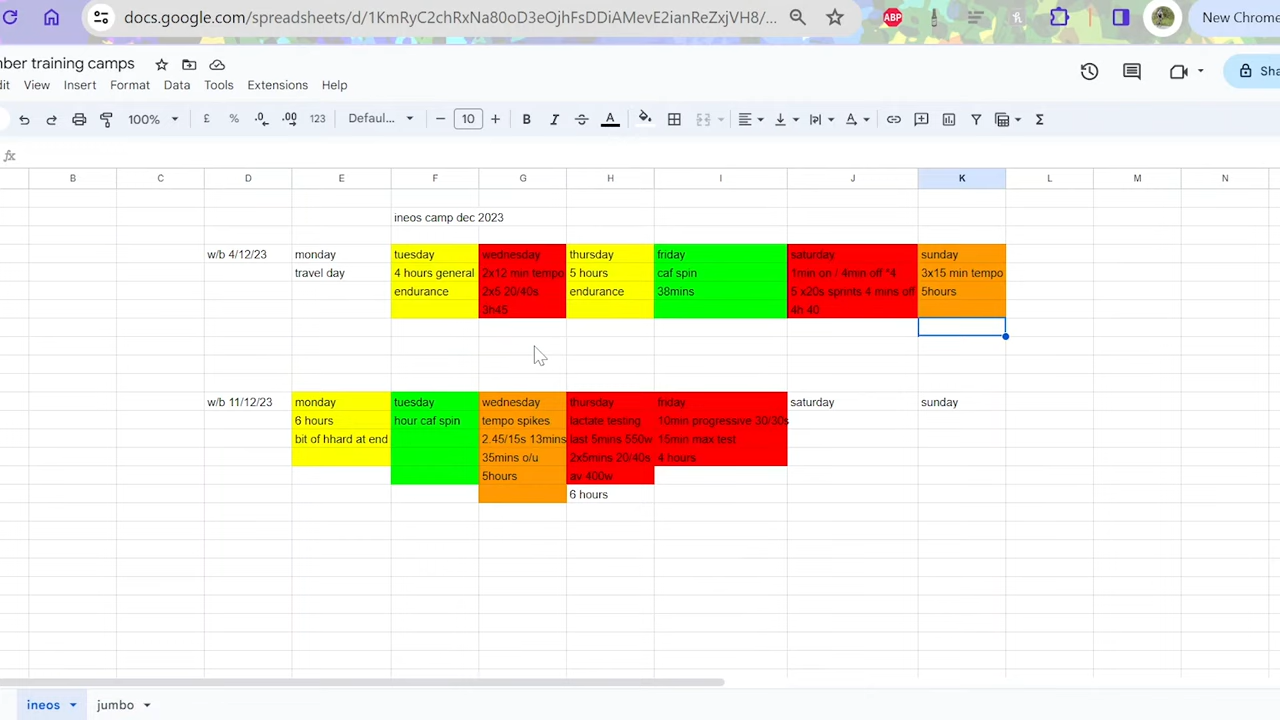 docs.google.com/spreadsheets/d/1KmRyC2chRxNa80oD3eOjhFsDDiAMevE2ianReZxjVH8/...
ABP
New Chrome
ber training camps
it View Insert Format Data Tools Extensions Help
Sha
100% £ % .0 .00 123 Defaul... 10 B I A
fx
B C D E F G H I J K L M N
ineos camp dec 2023
w/b 4/12/23 monday tuesday wednesday thursday friday saturday sunday
travel day 4 hours general 2x12 min tempo 5 hours caf spin 1min on / 4min off ^4 3x15 min tempo
endurance 2x5 20/40s endurance 38mins 5 x20s sprints 4 mins off 5hours
3h45 4h 40
w/b 11/12/23 monday tuesday wednesday thursday friday saturday sunday
6 hours hour caf spin tempo spikes lactate testing 10min progressive 30/30s
bit of hhard at end 2.45/15s 13mins last 5mins 550w 15min max test
35mins o/u 2x5mins 20/40s 4 hours
5hours av 400w
6 hours
ineos jumbo